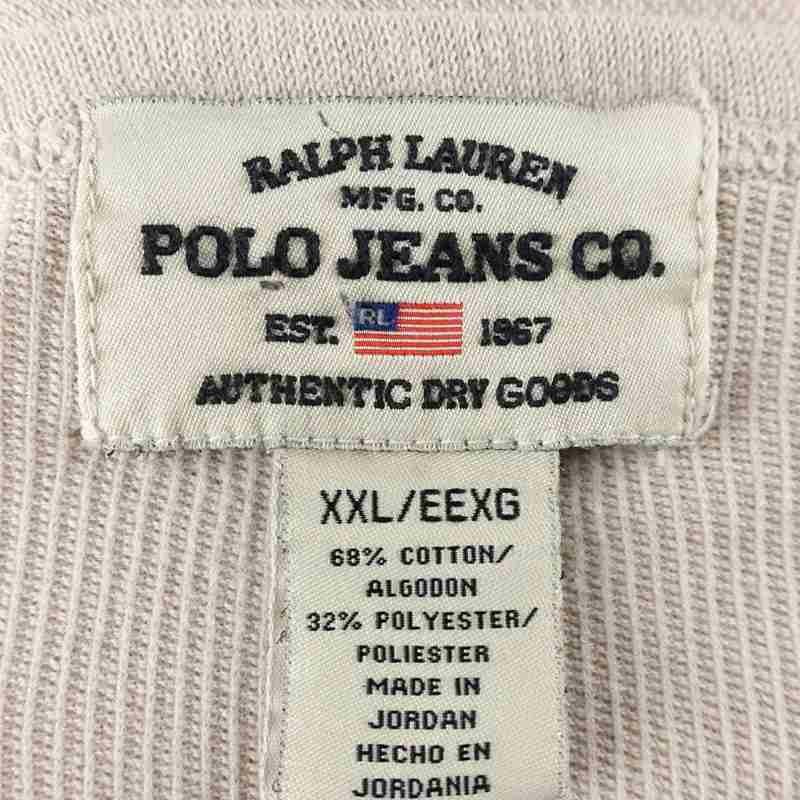 RALPH LAUREN
MFG. CO.
POLO JEANS CO.
EST. RL 1967
AUTHENTIC DRY GOODS
XXL/EEXG
68% COTTON/
ALGODON
32% POLYESTER/
POLIESTER
MADE IN
JORDAN
HECHO EN
JORDANIA